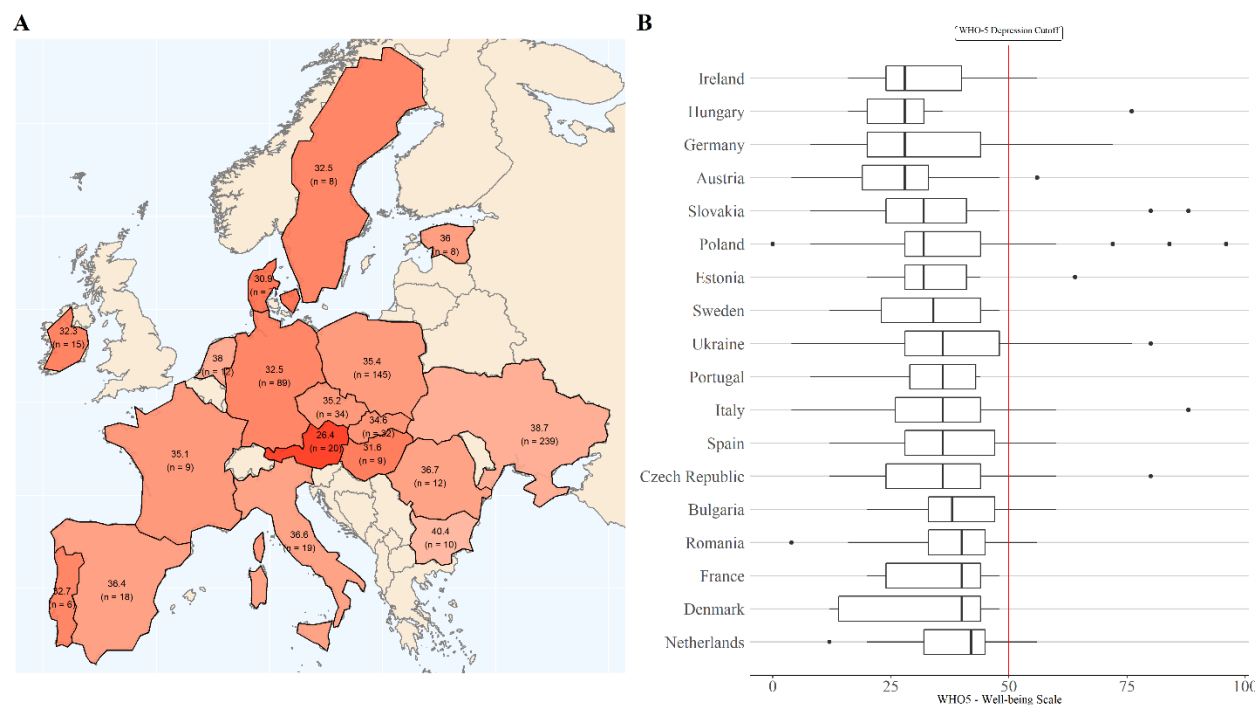 A
32.5
(n = 8)
36
(n = 8)
30.9
32.3
(n = 15)
38
(n = 12)
32.5
(n = 89)
35.4
(n = 145)
35.2
(n = 34)
34.6
(n = 32)
26.4
(n = 20)
31.6
(n = 9)
38.7
(n = 239)
35.1
(n = 9)
36.7
(n = 12)
40.4
(n = 10)
36.6
(n = 19)
36.4
(n = 18)
32.7
(n = 6)
B
WHO-5 Depression Cutoff
Ireland
Hungary
Germany
Austria
Slovakia
Poland
Estonia
Sweden
Ukraine
Portugal
Italy
Spain
Czech Republic
Bulgaria
Romania
France
Denmark
Netherlands
0 25 50 75 100
WHO5 - Well-being Scale